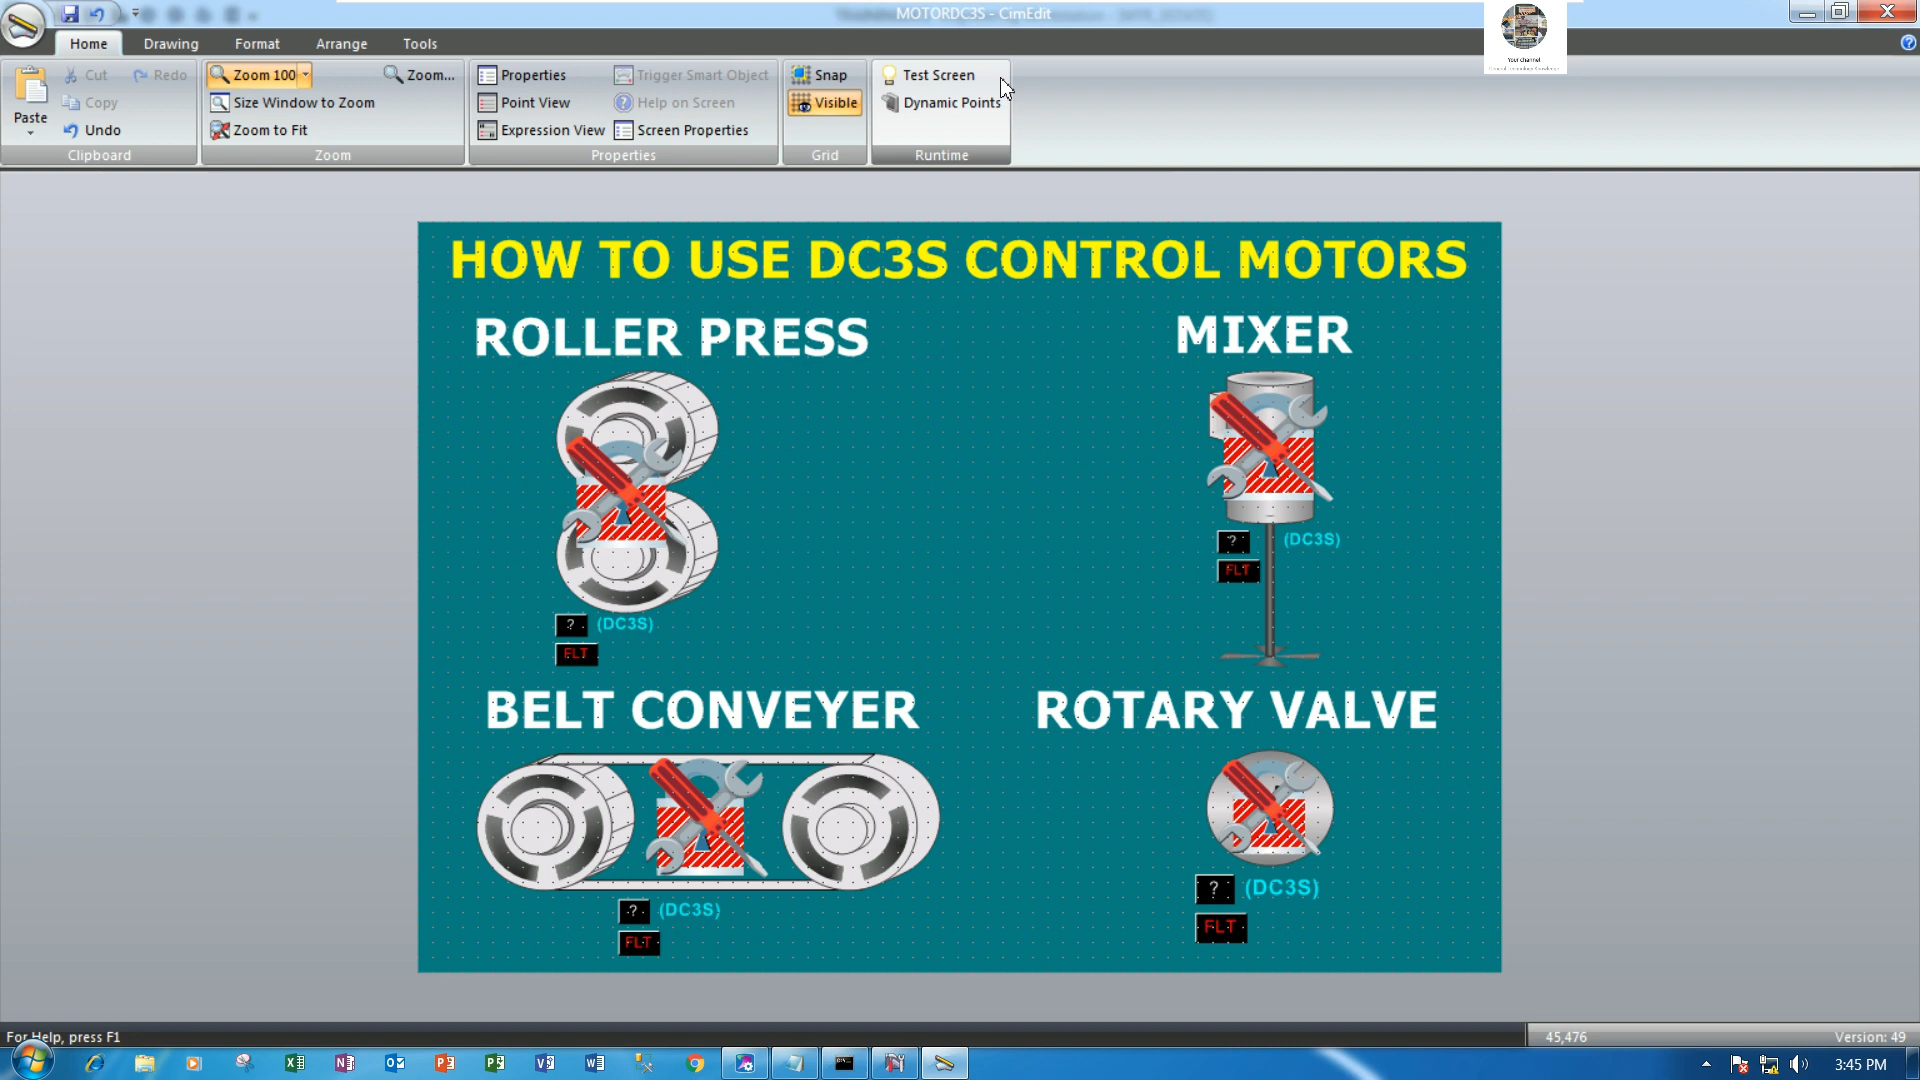 MOTORDC3S - CimEdit
Home
Drawing
Format
Arrange
Tools
Paste
Cut
Redo
Copy
Undo
Clipboard
Zoom 100
Zoom...
Size Window to Zoom
Zoom to Fit
Zoom
Properties
Trigger Smart Object
Point View
Help on Screen
Expression View
Screen Properties
Properties
Snap
Visible
Grid
Test Screen
Dynamic Points
Runtime
Your channel
HOW TO USE DC3S CONTROL MOTORS
ROLLER PRESS
MIXER
? (DC3S)
FLT
? (DC3S)
FLT
BELT CONVEYER
ROTARY VALVE
? (DC3S)
FLT
? (DC3S)
FLT
For Help, press F1
45,476
Version: 49
3:45 PM